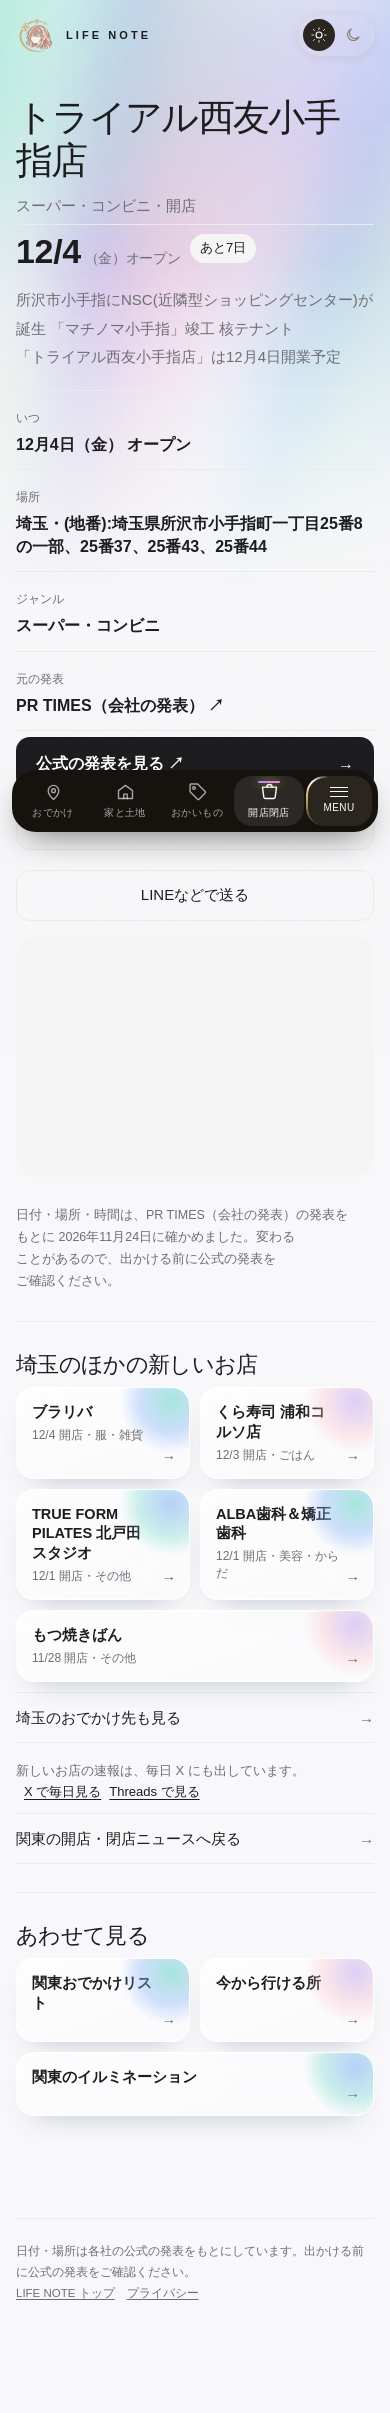 LIFE NOTE
トライアル西友小手
指店
スーパー・コンビニ・開店
12/4（金）オープン あと7日
所沢市小手指にNSC(近隣型ショッピングセンター)が
誕生 「マチノマ小手指」竣工 核テナント
「トライアル西友小手指店」は12月4日開業予定
いつ
12月4日（金） オープン
場所
埼玉・(地番):埼玉県所沢市小手指町一丁目25番8
の一部、25番37、25番43、25番44
ジャンル
スーパー・コンビニ
元の発表
PR TIMES（会社の発表） ↗
公式の発表を見る ↗ →
おでかけ 家と土地 おかいもの 開店閉店 MENU
LINEなどで送る
日付・場所・時間は、PR TIMES（会社の発表）の発表を
もとに 2026年11月24日に確かめました。変わる
ことがあるので、出かける前に公式の発表を
ご確認ください。
埼玉のほかの新しいお店
ブラリバ
12/4 開店・服・雑貨
→
くら寿司 浦和コ
ルソ店
12/3 開店・ごはん
→
TRUE FORM
PILATES 北戸田
スタジオ
12/1 開店・その他
→
ALBA歯科＆矯正
歯科
12/1 開店・美容・から
だ
→
もつ焼きばん
11/28 開店・その他
→
埼玉のおでかけ先も見る →
新しいお店の速報は、毎日 X にも出しています。
X で毎日見る Threads で見る
関東の開店・閉店ニュースへ戻る →
あわせて見る
関東おでかけリス
ト
→
今から行ける所
→
関東のイルミネーション
→
日付・場所は各社の公式の発表をもとにしています。出かける前
に公式の発表をご確認ください。
LIFE NOTE トップ プライバシー